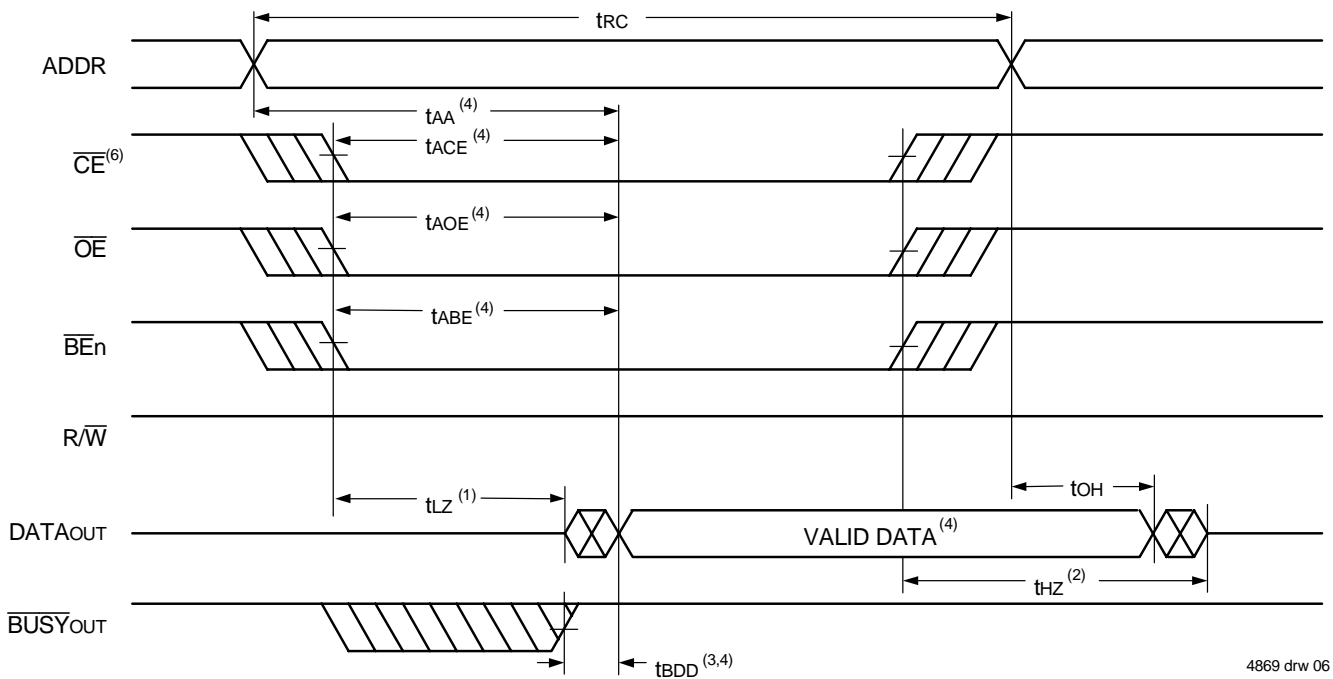 tRC
ADDR
tAA (4)
tACE (4)
CE(6)
tAOE (4)
OE
tABE (4)
BEn
R/W
tLZ (1)
tOH
DATAOUT
VALID DATA(4)
tHZ (2)
BUSYOUT
tBDD (3,4)
4869 drw 06